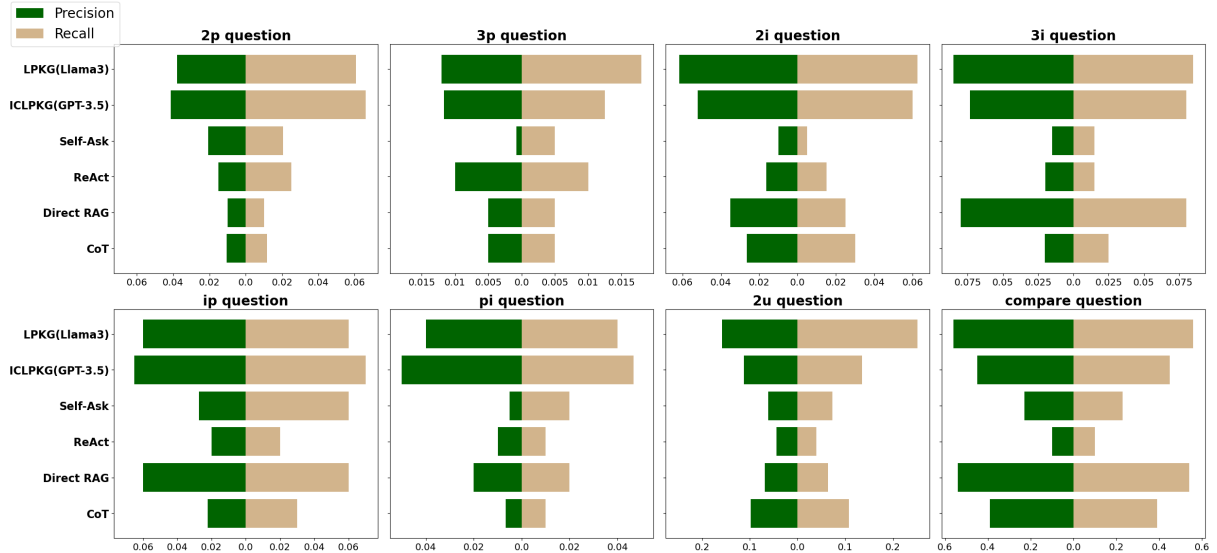 Precision
Recall
2p question
3p question
2i question
3i question
LPKG(Llama3)
ICLPKG(GPT-3.5)
Self-Ask
ReAct
Direct RAG
CoT
0.06 0.04 0.02 0.0 0.02 0.04 0.06
0.015 0.010 0.005 0.0 0.005 0.010 0.015
0.06 0.04 0.02 0.0 0.02 0.04 0.06
0.075 0.05 0.025 0.0 0.025 0.05 0.075
ip question
pi question
2u question
compare question
LPKG(Llama3)
ICLPKG(GPT-3.5)
Self-Ask
ReAct
Direct RAG
CoT
0.06 0.04 0.02 0.0 0.02 0.04 0.06
0.04 0.02 0.0 0.02 0.04
0.2 0.1 0.0 0.1 0.2
0.6 0.4 0.2 0.0 0.2 0.4 0.6